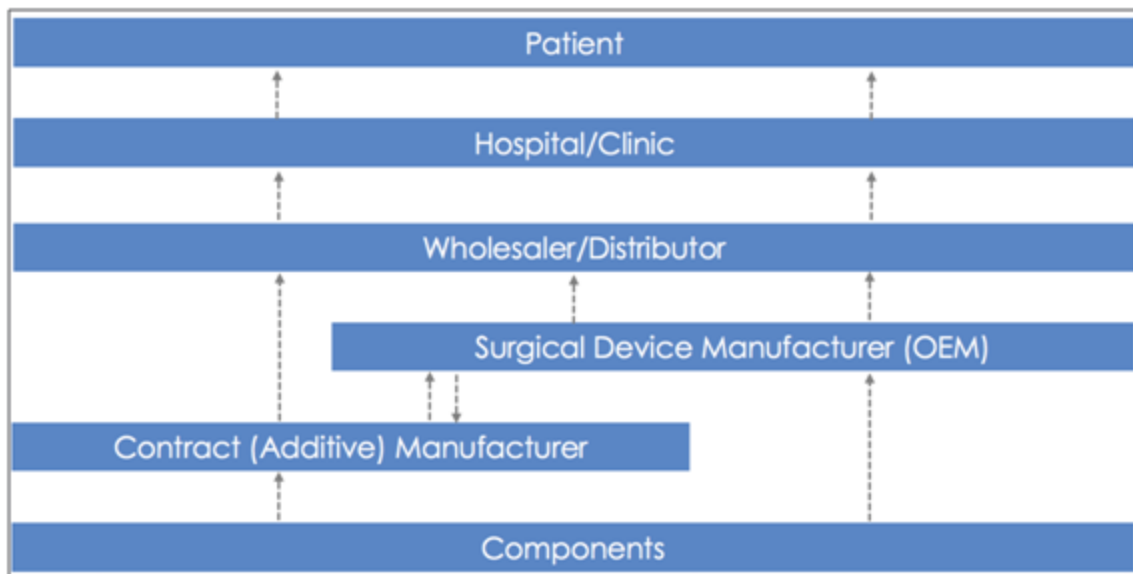 Patient
Hospital/Clinic
Wholesaler/Distributor
Surgical Device Manufacturer (OEM)
Contract (Additive) Manufacturer
Components